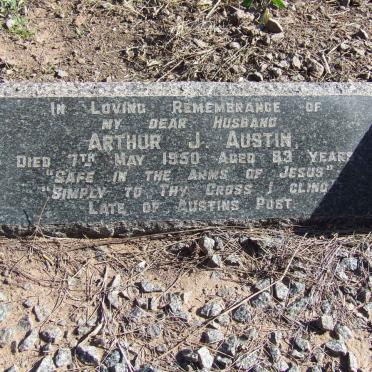 In Loving Remembrance of
my dear Husband
Arthur J. Austin,
Died 7th May 1950 Aged 83 Years
"Safe in the Arms of Jesus"
"Simply to Thy Cross I Cling"
Late of Austins Post